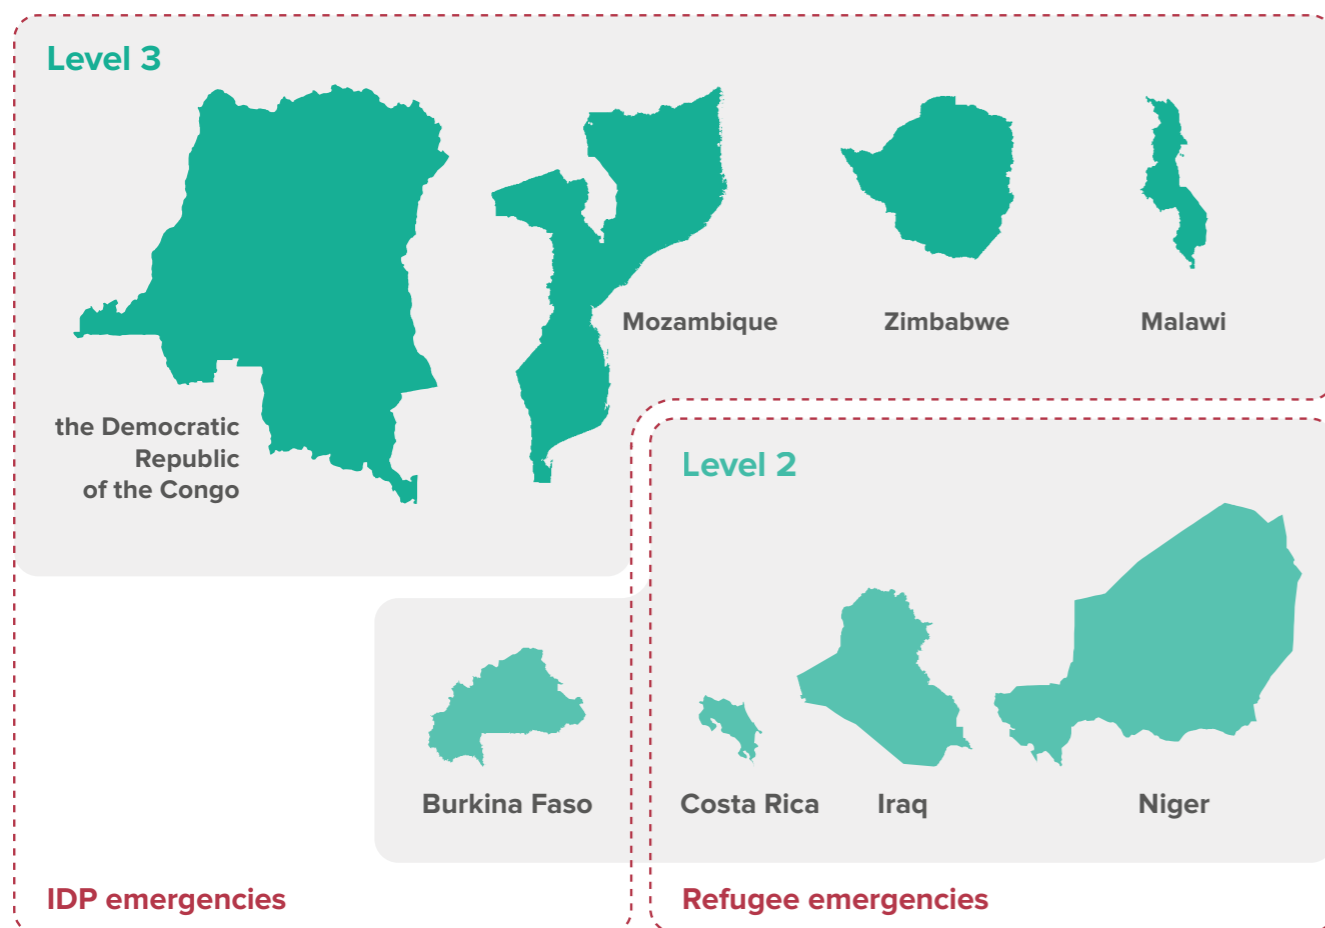 Level 3
Mozambique
Zimbabwe
Malawi
the Democratic
Republic
of the Congo
Level 2
Burkina Faso
Costa Rica
Iraq
Niger
IDP emergencies
Refugee emergencies